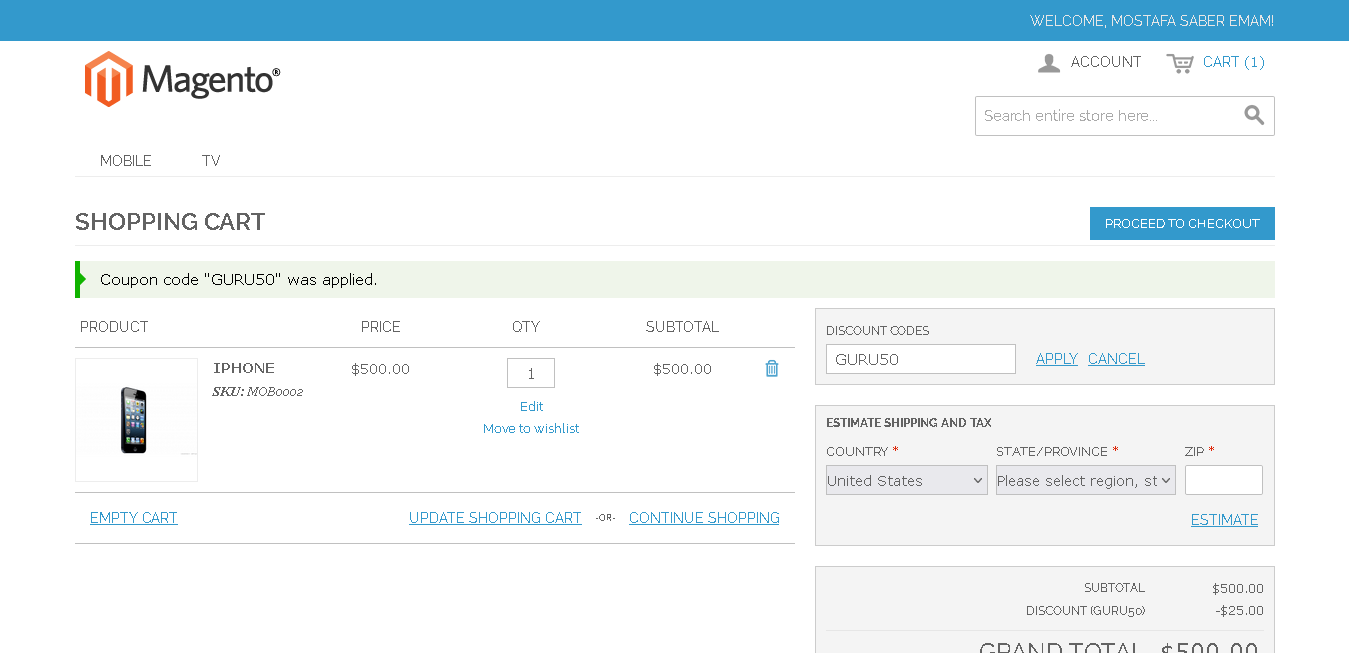 WELCOME, MOSTAFA SABER EMAM!
Magento®
ACCOUNT
CART (1)
Search entire store here...
MOBILE
TV
SHOPPING CART
PROCEED TO CHECKOUT
Coupon code "GURU50" was applied.
PRODUCT PRICE QTY SUBTOTAL
IPHONE $500.00 1 $500.00
SKU: MOB0002
Edit
Move to wishlist
EMPTY CART UPDATE SHOPPING CART -OR- CONTINUE SHOPPING
DISCOUNT CODES
GURU50 APPLY CANCEL
ESTIMATE SHIPPING AND TAX
COUNTRY * STATE/PROVINCE * ZIP *
United States Please select region, st
ESTIMATE
SUBTOTAL $500.00
DISCOUNT (GURU50) -$25.00
GRAND TOTAL $500.00